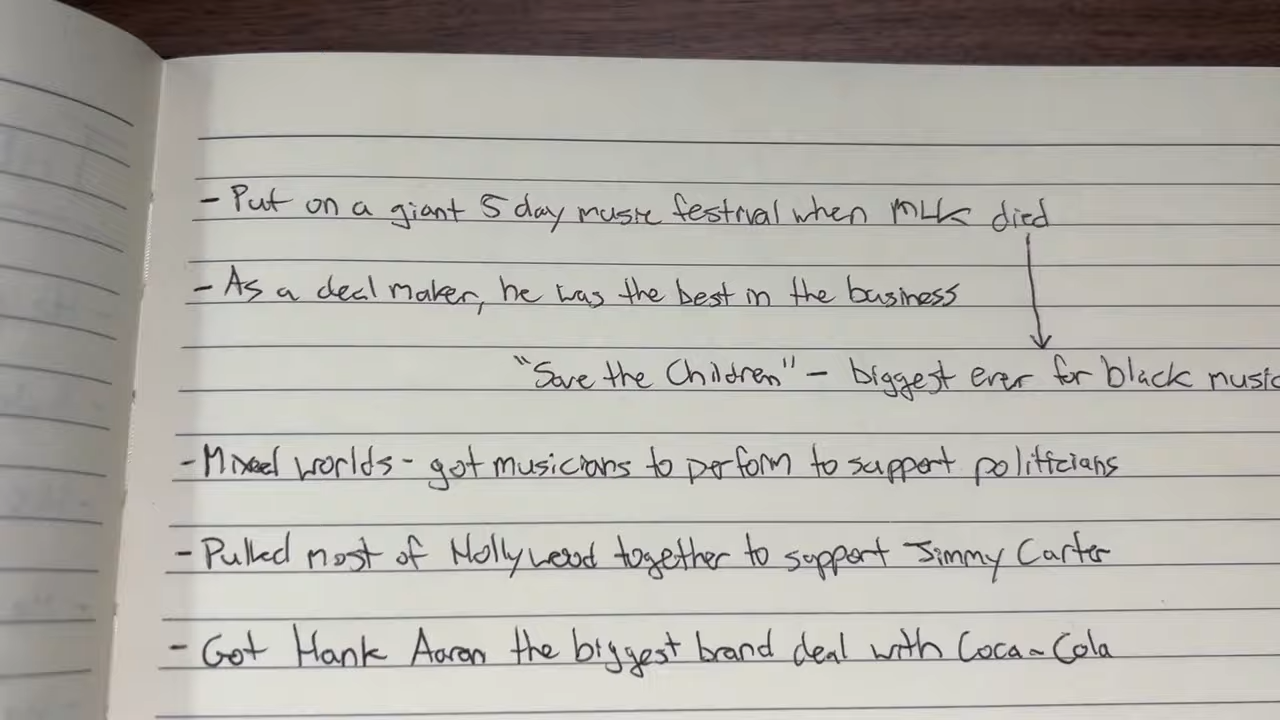 - Put on a giant 5 day music festival when MLK died
- As a deal maker, he was the best in the business
"Save the Children" - biggest ever for black music
- Mixed worlds - got musicians to perform to support politicians
- Pulled most of Hollywood together to support Jimmy Carter
- Got Hank Aaron the biggest brand deal with Coca-Cola